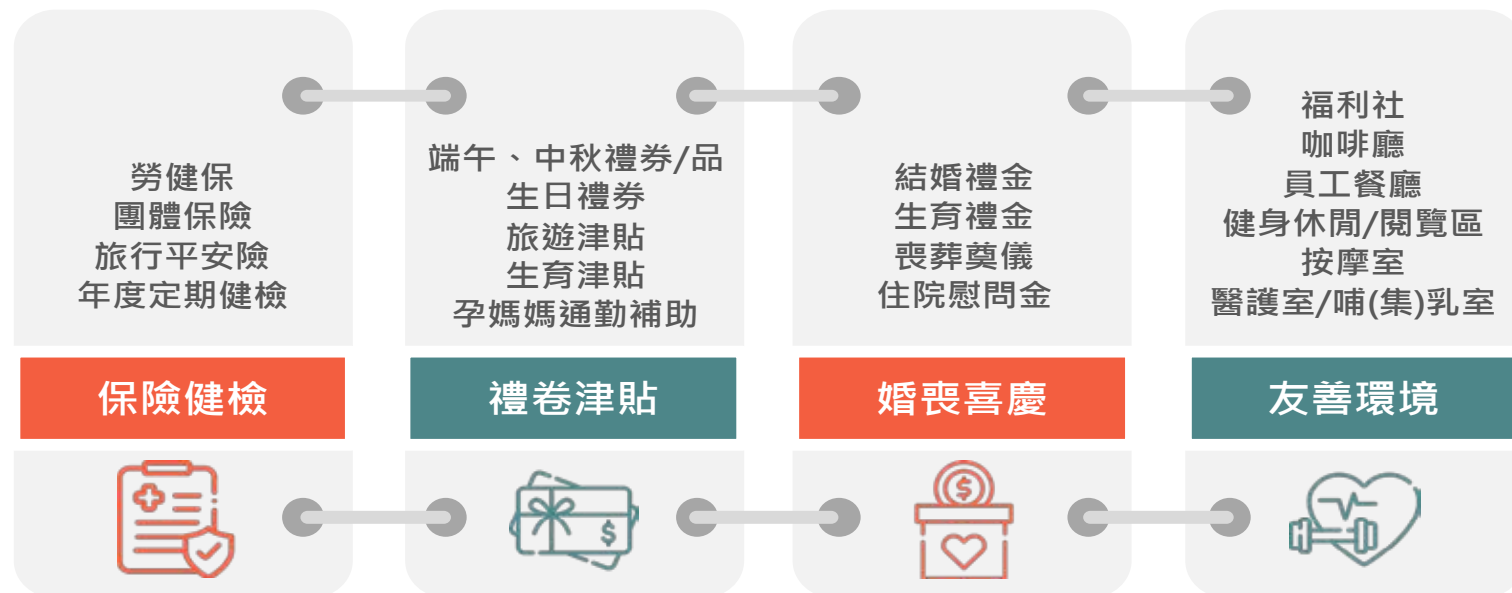 勞健保
團體保險
旅行平安險
年度定期健檢
保險健檢
端午、中秋禮券/品
生日禮券
旅遊津貼
生育津貼
孕媽媽通勤補助
禮卷津貼
結婚禮金
生育禮金
喪葬奠儀
住院慰問金
婚喪喜慶
福利社
咖啡廳
員工餐廳
健身休閒/閱覽區
按摩室
醫護室/哺(集)乳室
友善環境